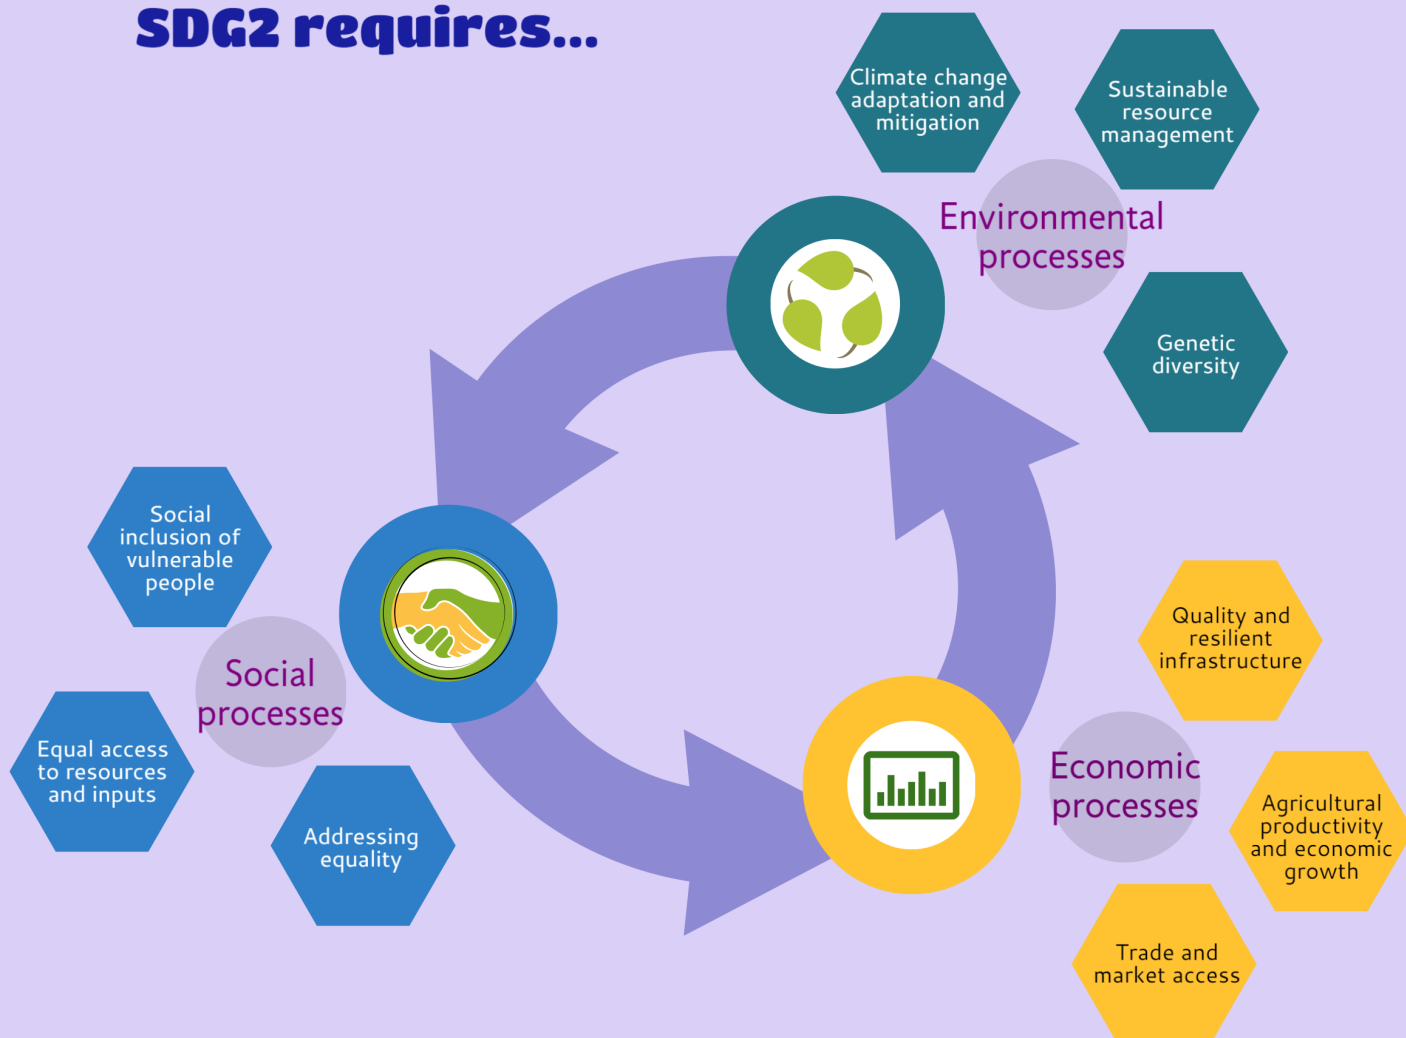 SDG2 requires...
Climate change
adaptation and
mitigation
Sustainable
resource
management
Environmental
processes
Genetic
diversity
Social
inclusion of
vulnerable
people
Social
processes
Equal access
to resources
and inputs
Addressing
equality
Quality and
resilient
infrastructure
Economic
processes
Agricultural
productivity
and economic
growth
Trade and
market access